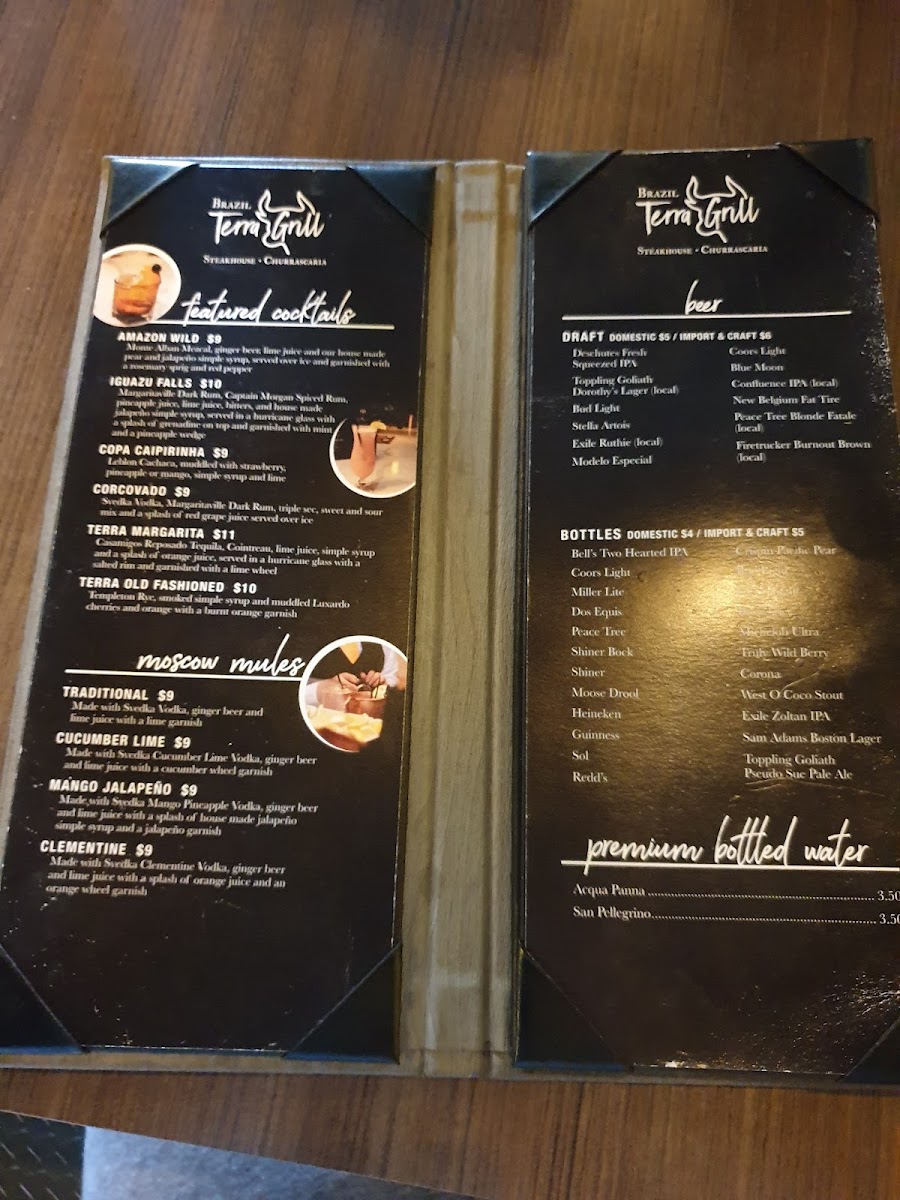 BRAZIL
Terra Grill
STEAKHOUSE • CHURRASCARIA
featured cocktails
AMAZON WILD $9
Monte Alban Mezcal, ginger beer, lime juice and our house made
pear and jalapeño simple syrup, served over ice and garnished with
a rosemary sprig and red pepper
IGUAZU FALLS $10
Margaritaville Dark Rum, Captain Morgan Spiced Rum,
pineapple juice, lime juice, bitters, and house made
jalapeño simple syrup, served in a hurricane glass with
a splash of grenadine on top and garnished with mint
and a pineapple wedge
COPA CAIPIRINHA $9
Leblon Cachaca, muddled with strawberry,
pineapple or mango, simple syrup and lime
CORCOVADO $9
Svedka Vodka, Margaritaville Dark Rum, triple sec, sweet and sour
mix and a splash of red grape juice served over ice
TERRA MARGARITA $11
Casamigos Reposado Tequila, Cointreau, lime juice, simple syrup
and a splash of orange juice, served in a hurricane glass with a
salted rim and garnished with a lime wheel
TERRA OLD FASHIONED $10
Templeton Rye, smoked simple syrup and muddled Luxardo
cherries and orange with a burnt orange garnish
moscow mules
TRADITIONAL $9
Made with Svedka Vodka, ginger beer and
lime juice with a lime garnish
CUCUMBER LIME $9
Made with Svedka Cucumber Lime Vodka, ginger beer
and lime juice with a cucumber wheel garnish
MANGO JALAPEÑO $9
Made with Svedka Mango Pineapple Vodka, ginger beer
and lime juice with a splash of house made jalapeño
simple syrup and a jalapeño garnish
CLEMENTINE $9
Made with Svedka Clementine Vodka, ginger beer
and lime juice with a splash of orange juice and an
orange wheel garnish
BRAZIL
Terra Grill
STEAKHOUSE • CHURRASCARIA
beer
DRAFT DOMESTIC $5 / IMPORT & CRAFT $6
Deschutes Fresh
Squeezed IPA
Toppling Goliath
Dorothy's Lager (local)
Bud Light
Stella Artois
Exile Ruthie (local)
Modelo Especial
Coors Light
Blue Moon
Confluence IPA (local)
New Belgium Fat Tire
Peace Tree Blonde Fatale
(local)
Firetrucker Burnout Brown
(local)
BOTTLES DOMESTIC $4 / IMPORT & CRAFT $5
Bell's Two Hearted IPA
Coors Light
Miller Lite
Dos Equis
Peace Tree
Shiner Bock
Shiner
Moose Drool
Heineken
Guinness
Sol
Redd's
Crispin Pacific Pear
Michelob Ultra
Truly Wild Berry
Corona
West O Coco Stout
Exile Zoltan IPA
Sam Adams Boston Lager
Toppling Goliath
Pseudo Sue Pale Ale
premium bottled water
Acqua Panna 3.50
San Pellegrino 3.50